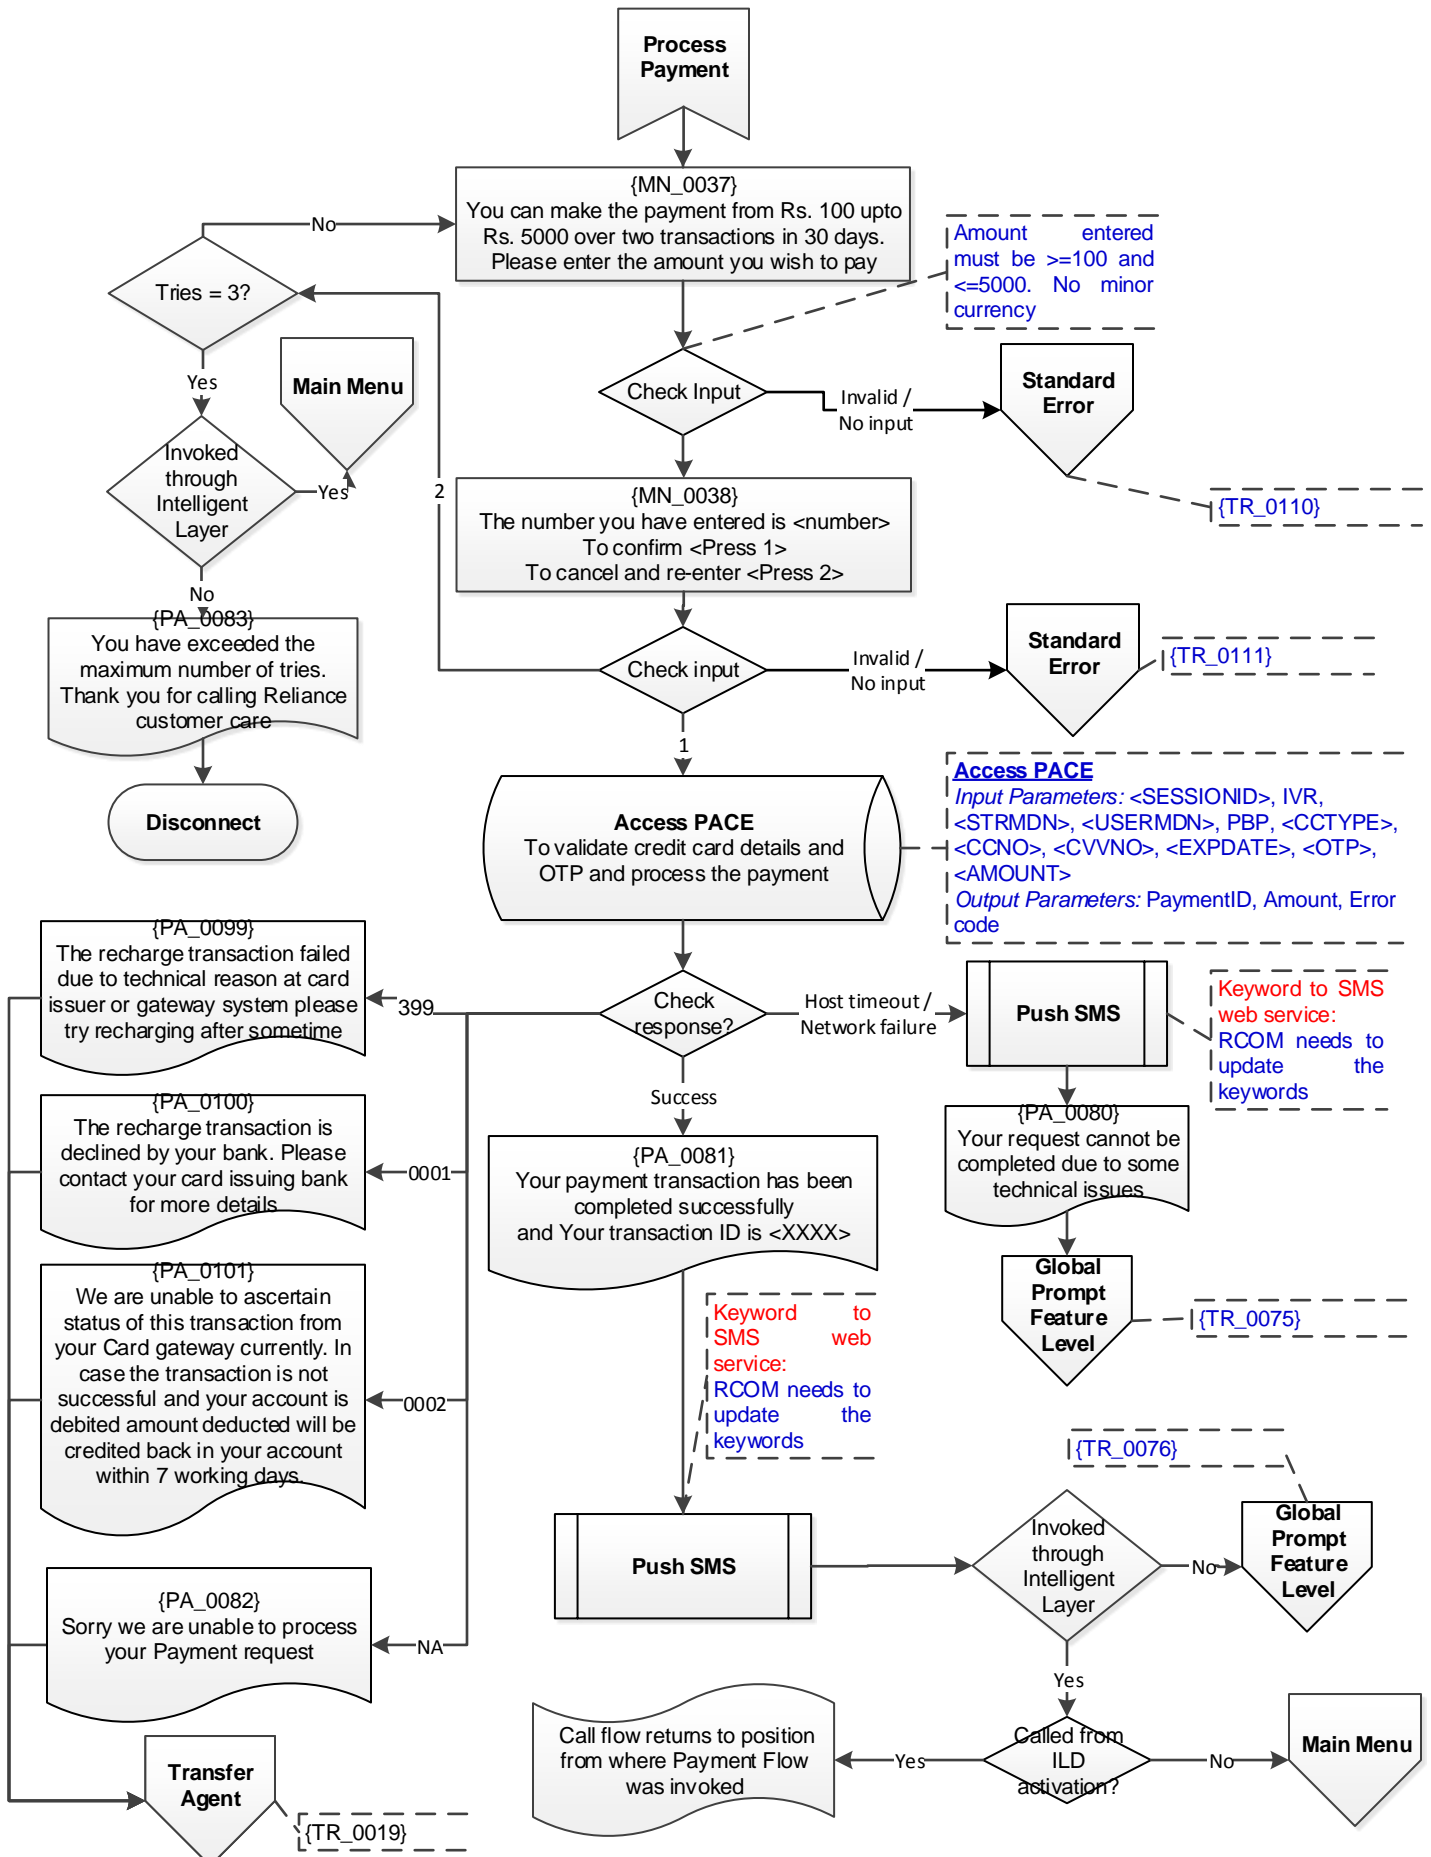 Process
Payment
{MN_0037}
You can make the payment from Rs. 100 upto
Rs. 5000 over two transactions in 30 days.
Please enter the amount you wish to pay
No
Amount entered
must be >=100 and
<=5000. No minor
currency
Tries = 3?
Yes
Main Menu
Check Input
Invalid /
No input
Standard
Error
{TR_0110}
Invoked
through
Intelligent
Layer
Yes
2
{MN_0038}
The number you have entered is <number>
To confirm <Press 1>
To cancel and re-enter <Press 2>
No
{PA_0083}
You have exceeded the
maximum number of tries.
Thank you for calling Reliance
customer care
Check input
Invalid /
No input
Standard
Error
{TR_0111}
1
Disconnect
Access PACE
To validate credit card details and
OTP and process the payment
Access PACE
Input Parameters: <SESSIONID>, IVR,
<STRMDN>, <USERMDN>, PBP, <CCTYPE>,
<CCNO>, <CVVNO>, <EXPDATE>, <OTP>,
<AMOUNT>
Output Parameters: PaymentID, Amount, Error
code
{PA_0099}
The recharge transaction failed
due to technical reason at card
issuer or gateway system please
try recharging after sometime
399
Check
response?
Host timeout /
Network failure
Push SMS
Keyword to SMS
web service:
RCOM needs to
update the
keywords
Success
{PA_0100}
The recharge transaction is
declined by your bank. Please
contact your card issuing bank
for more details
0001
{PA_0081}
Your payment transaction has been
completed successfully
and Your transaction ID is <XXXX>
{PA_0080}
Your request cannot be
completed due to some
technical issues
{PA_0101}
We are unable to ascertain
status of this transaction from
your Card gateway currently. In
case the transaction is not
successful and your account is
debited amount deducted will be
credited back in your account
within 7 working days.
0002
Keyword to
SMS web
service:
RCOM needs to
update the
keywords
Global
Prompt
Feature
Level
{TR_0075}
{TR_0076}
{PA_0082}
Sorry we are unable to process
your Payment request
NA
Push SMS
Invoked
through
Intelligent
Layer
No
Global
Prompt
Feature
Level
Yes
Transfer
Agent
{TR_0019}
Call flow returns to position
from where Payment Flow
was invoked
Yes
Called from
ILD
activation?
No
Main Menu